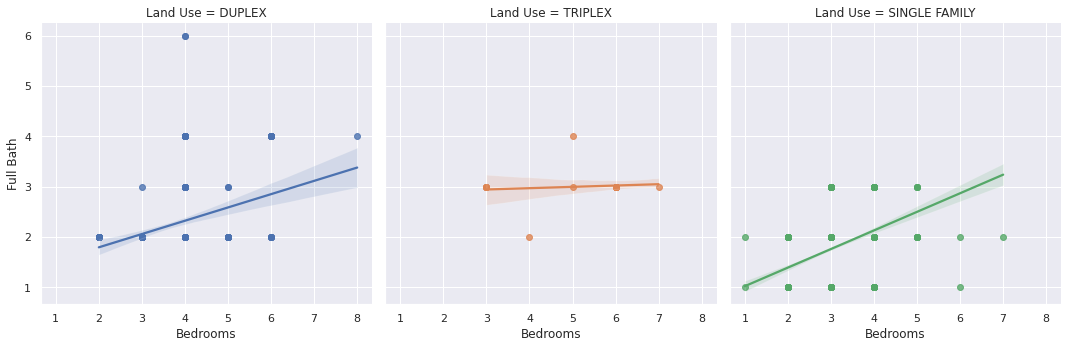 Land Use = DUPLEX
Land Use = TRIPLEX
Land Use = SINGLE FAMILY
6
5
4
3
2
1
Full Bath
1 2 3 4 5 6 7 8
1 2 3 4 5 6 7 8
1 2 3 4 5 6 7 8
Bedrooms
Bedrooms
Bedrooms